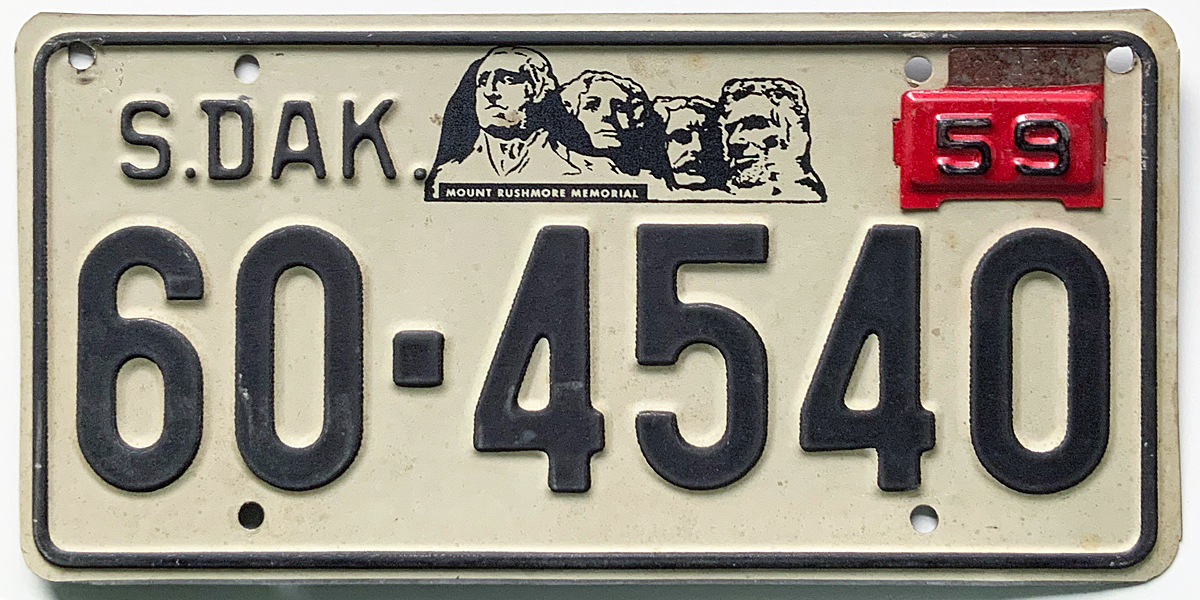 S.DAK.
MOUNT RUSHMORE MEMORIAL
59
60-4540